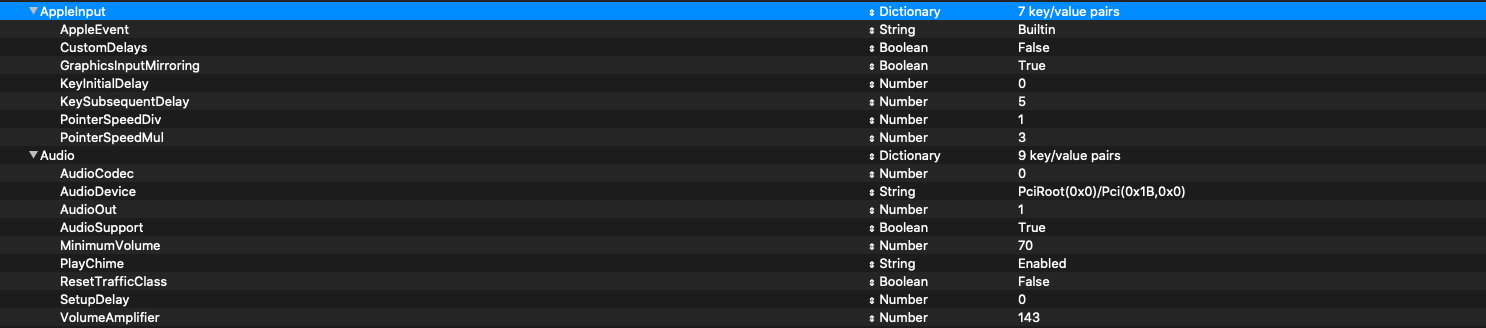 AppleInput Dictionary 7 key/value pairs
AppleEvent String Builtin
CustomDelays Boolean False
GraphicsInputMirroring Boolean True
KeyInitialDelay Number 0
KeySubsequentDelay Number 5
PointerSpeedDiv Number 1
PointerSpeedMul Number 3
Audio Dictionary 9 key/value pairs
AudioCodec Number 0
AudioDevice String PciRoot(0x0)/Pci(0x1B,0x0)
AudioOut Number 1
AudioSupport Boolean True
MinimumVolume Number 70
PlayChime String Enabled
ResetTrafficClass Boolean False
SetupDelay Number 0
VolumeAmplifier Number 143